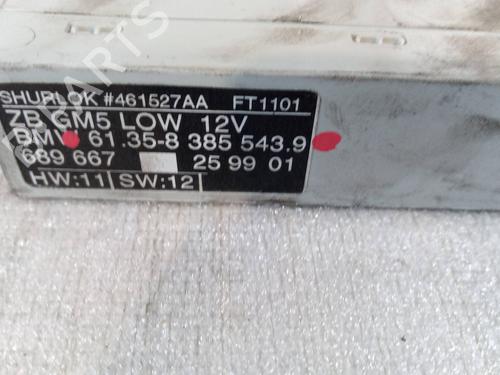 SHURLOK #461527AA FT1101
ZB GM5 LOW 12V
BMW 61.35-8 385 543.9
689 667 25 99 01
HW:11 SW:12
PARTS